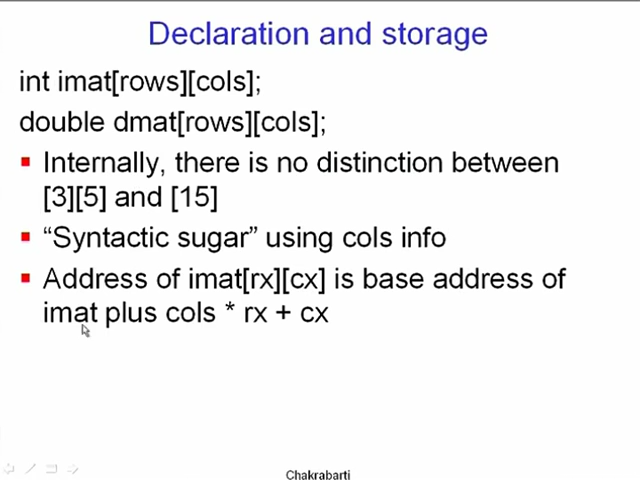 Declaration and storage
int imat[rows][cols];
double dmat[rows][cols];
Internally, there is no distinction between
[3][5] and [15]
“Syntactic sugar” using cols info
Address of imat[rx][cx] is base address of
imat plus cols * rx + cx
Chakrabarti